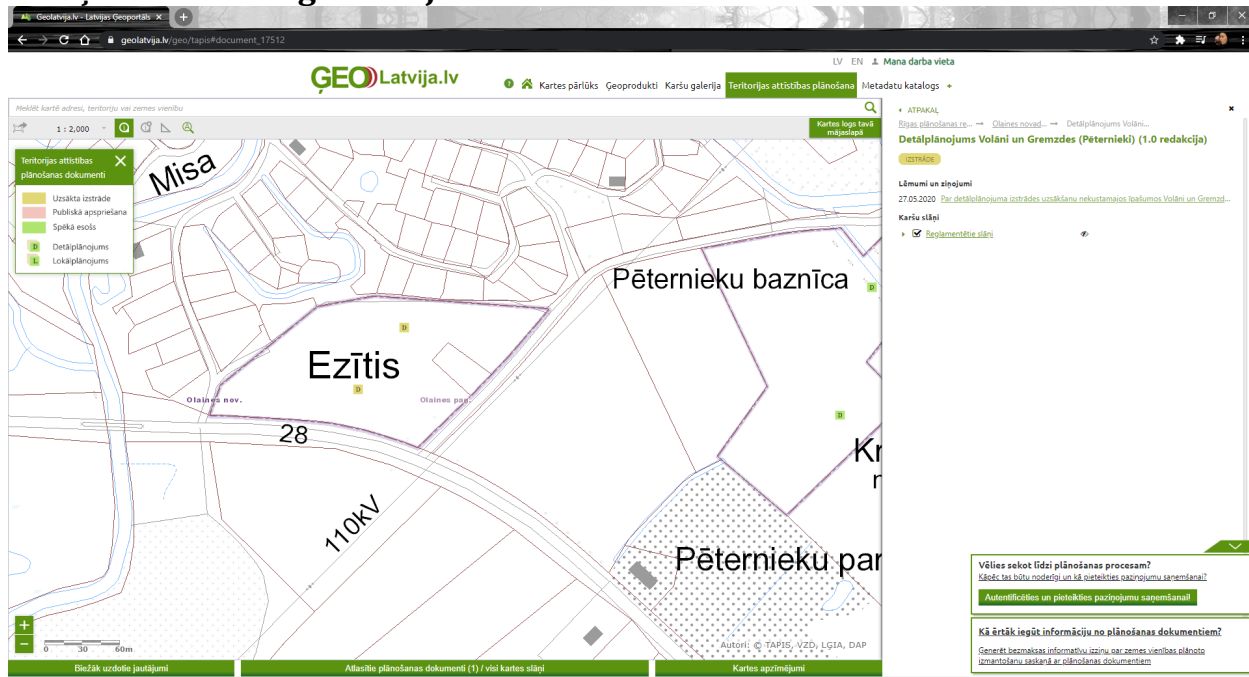 Geolatvija.lv - Latvijas Ģeoportāls
geolatvija.lv/geo/tapis#document_17512
LV EN Mana darba vieta
ĢEO Latvija.lv
Kartes pārlūks Ģeoprodukti Karšu galerija Teritorijas attīstības plānošana Metadatu katalogs +
Meklēt kartē adresi, teritoriju vai zemes vienību
1 : 2,000
Kartes logs tavā
mājaslapā
Teritorijas attīstības
plānošanas dokumenti
Uzsākta izstrāde
Publiskā apspriešana
Spēkā esošs
D Detālplānojums
L Lokālplānojums
Misa
Pēternieku baznīca
D
D
Ezītis
D
Olaines nov.
Olaines pag.
D
28
Kr
110kV
Pēternieku par
0 30 60m
Autori: © TAPIS, VZD, LGIA, DAP
Biežāk uzdotie jautājumi
Atlasītie plānošanas dokumenti (1) / visi kartes slāņi
Kartes apzīmējumi
ATPAKAĻ
Rīgas plānošanas re... → Olaines novad... → Detālplānojums Volāni...
Detālplānojums Volāni un Gremzdes (Pēternieki) (1.0 redakcija)
IZSTRĀDE
Lēmumi un ziņojumi
27.05.2020 Par detālplānojuma izstrādes uzsākšanu nekustamajos īpašumos Volāni un Gremzd...
Karšu slāņi
Reglamentētie slāņi
Vēlies sekot līdzi plānošanas procesam?
Kāpēc tas būtu noderīgi un kā pieteikties paziņojumu saņemšanai?
Autentificēties un pieteikties paziņojumu saņemšanai!
Kā ērtāk iegūt informāciju no plānošanas dokumentiem?
Ģenerēt bezmaksas informatīvu izziņu par zemes vienības plānoto
izmantošanu saskaņā ar plānošanas dokumentiem